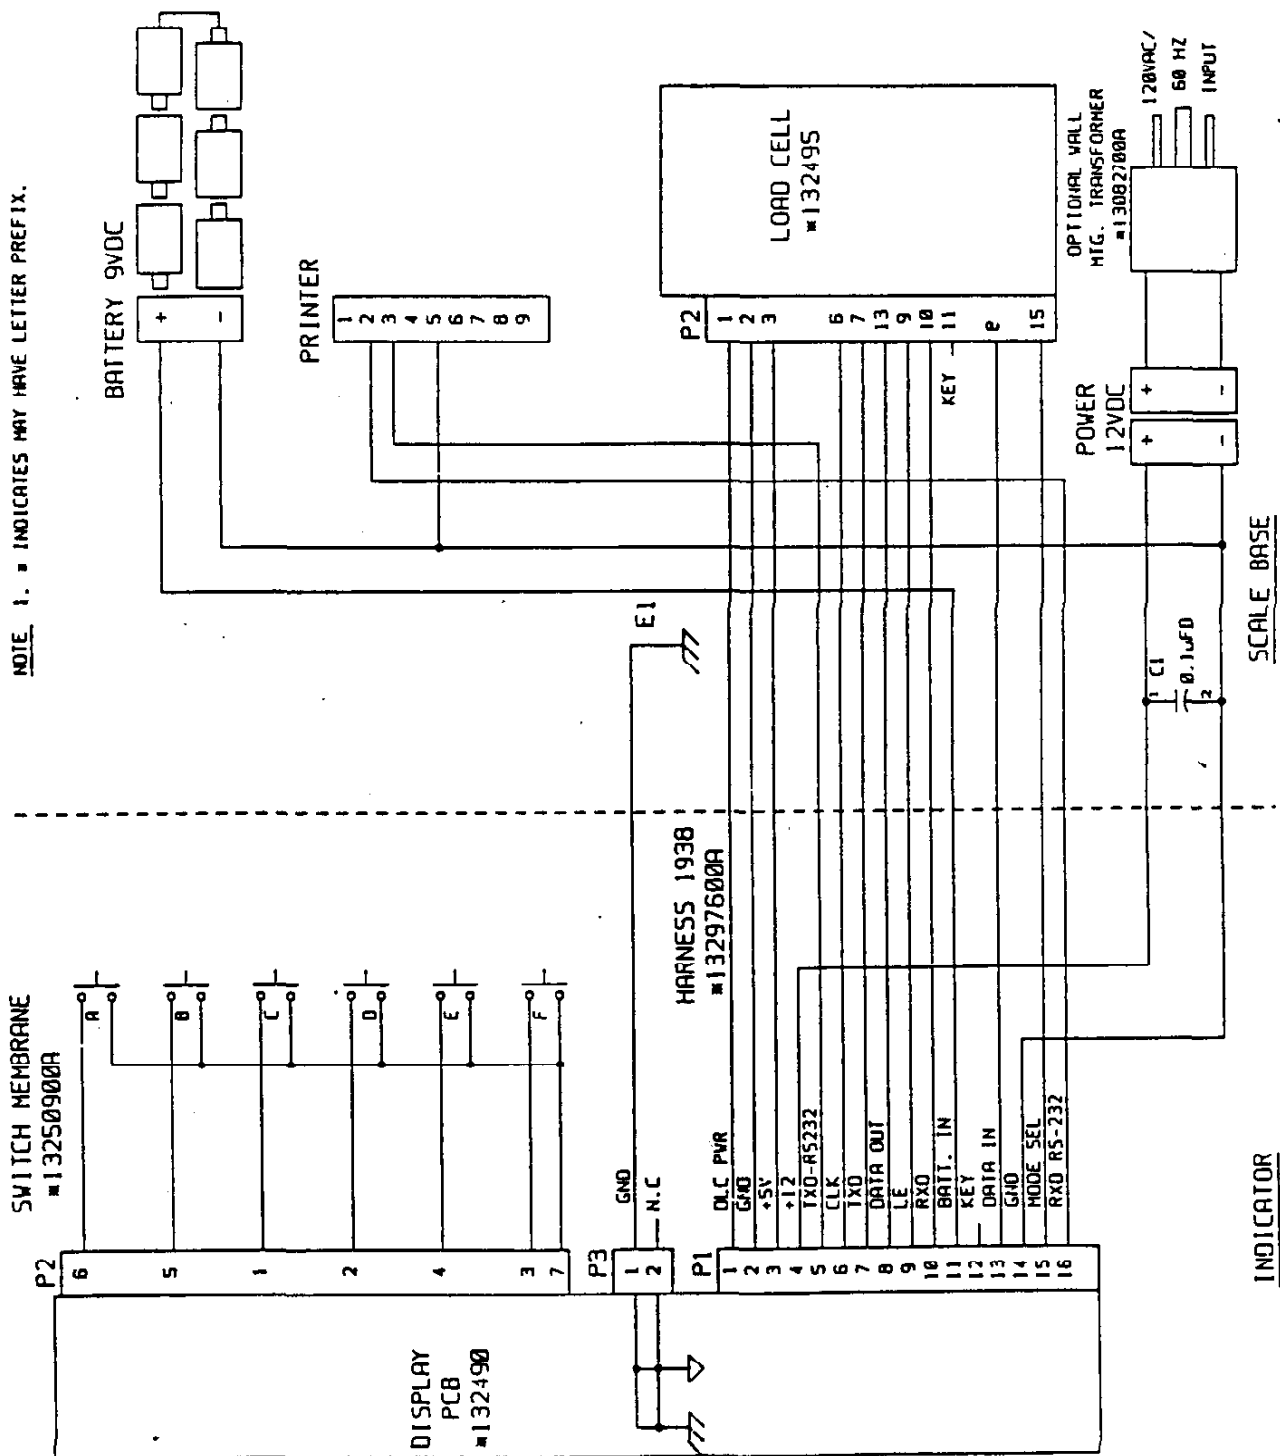 NOTE 1. * INDICATES MAY HAVE LETTER PREFIX.
BATTERY 9VDC
+
-
PRINTER
1
2
3
4
5
6
7
8
9
P2
1
2
3
6
7
13
9
10
11
e
15
KEY
LOAD CELL
*132495
OPTIONAL WALL
MTG. TRANSFORMER
*13082700A
120VAC/
60 HZ
INPUT
POWER
12VDC
+
-
+
-
E1
1
C1
0.1uFD
2
SCALE BASE
SWITCH MEMBRANE
*13250900A
A
B
C
D
E
F
P2
6
5
1
2
4
3
7
HARNESS 1938
*13297600A
P3
1
2
GND
N.C
P1
1
2
3
4
5
6
7
8
9
10
11
12
13
14
15
16
DLC PWR
GND
+5V
+12
TXD-RS232
CLK
TXD
DATA OUT
LE
RXD
BATT. IN
KEY
DATA IN
GND
MODE SEL
RXD RS-232
DISPLAY
PCB
*132490
INDICATOR